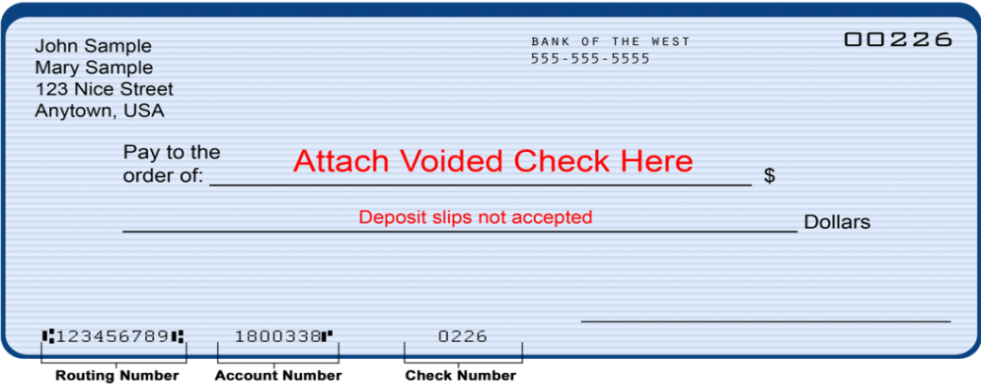 John Sample
Mary Sample
123 Nice Street
Anytown, USA
BANK OF THE WEST
555-555-5555
00226
Pay to the
order of: Attach Voided Check Here $
Deposit slips not accepted Dollars
⑆123456789⑆ 1800338⑈ 0226
Routing Number Account Number Check Number